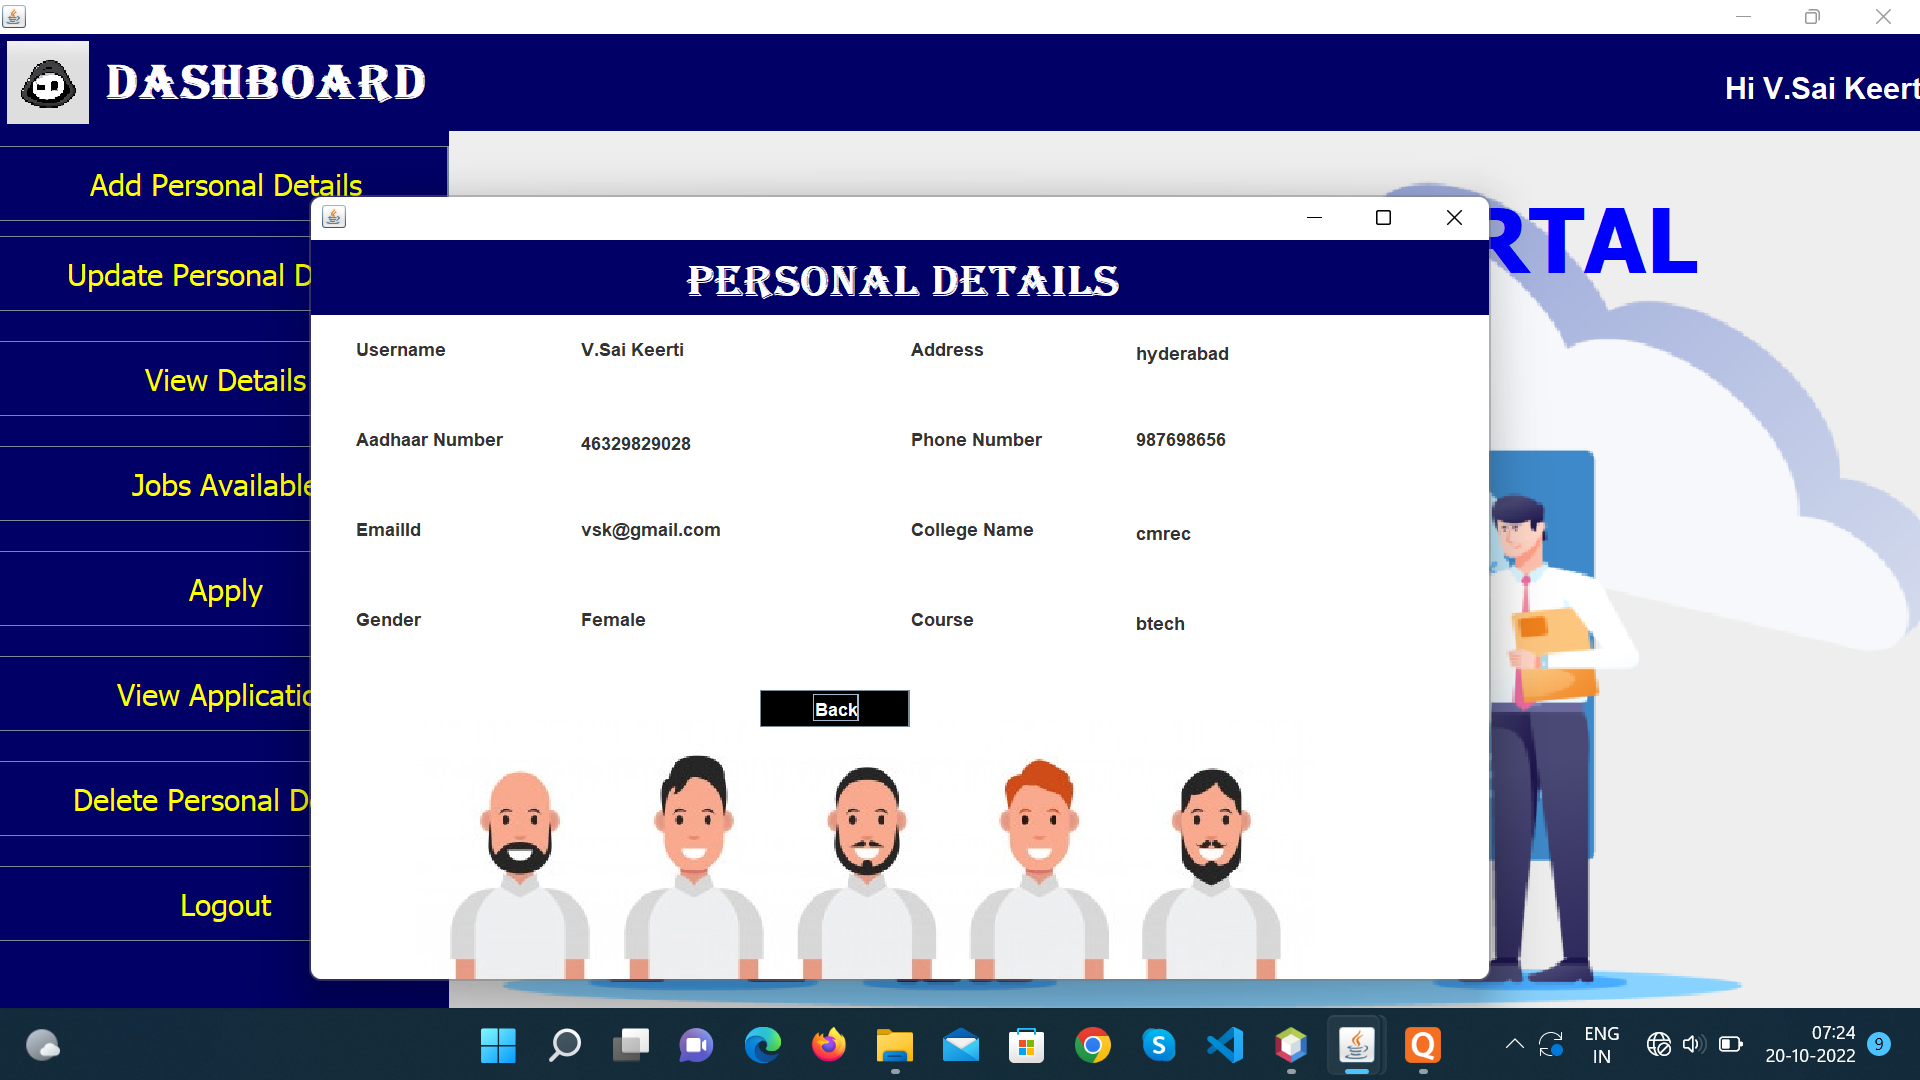 DASHBOARD
Hi V.Sai Keert
Add Personal Details
Update Personal D
View Details
Jobs Available
Apply
View Applicatio
Delete Personal D
Logout
RTAL
PERSONAL DETAILS
Username V.Sai Keerti Address hyderabad
Aadhaar Number 46329829028 Phone Number 987698656
EmailId vsk@gmail.com College Name cmrec
Gender Female Course btech
Back
ENG
IN
07:24
20-10-2022
9